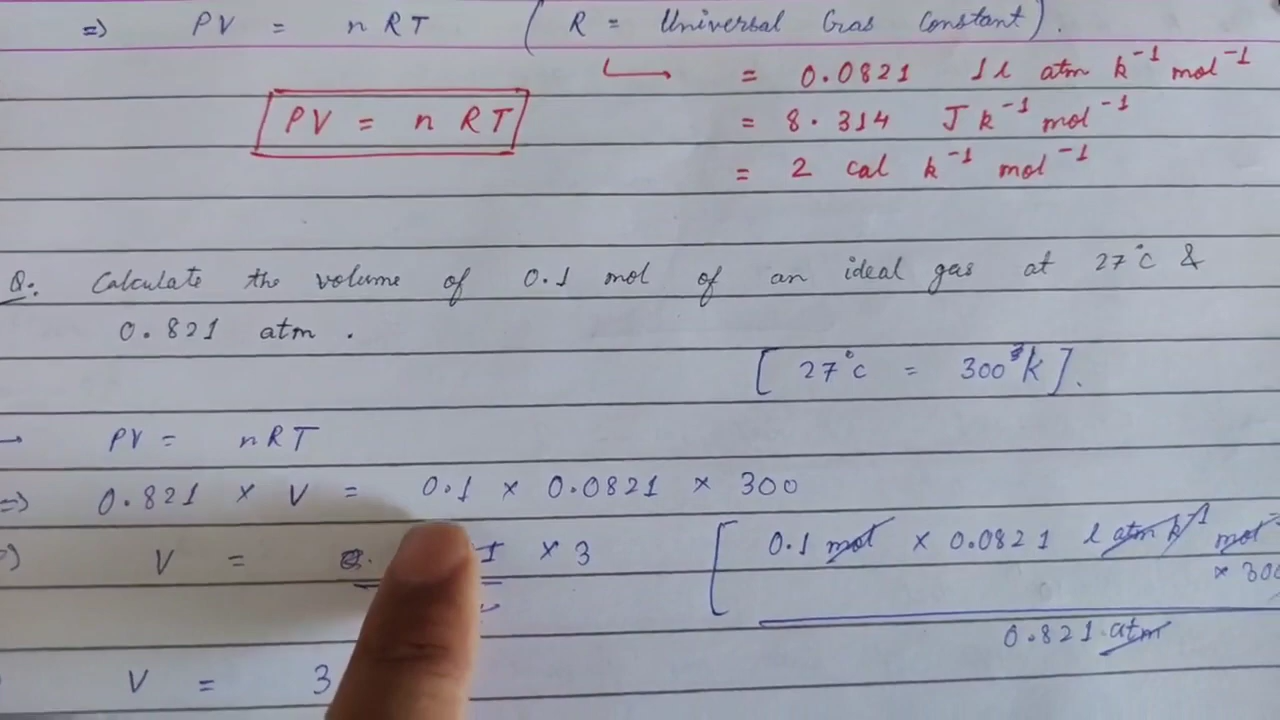 ⇒ PV = nRT ( R = Universal Gas Constant ).
= 0.0821 1 l atm k⁻¹ mol⁻¹
PV = nRT
= 8.314 J k⁻¹ mol⁻¹
= 2 cal k⁻¹ mol⁻¹
Q. Calculate the volume of 0.1 mol of an ideal gas at 27°c &
0.821 atm .
[ 27°c = 300 k ].
→ PV = nRT
⇒ 0.821 × V = 0.1 × 0.0821 × 300
V = × 3
[ 0.1 mol × 0.0821 l atm k⁻¹ mol⁻
× 300
0.821 atm
V = 3